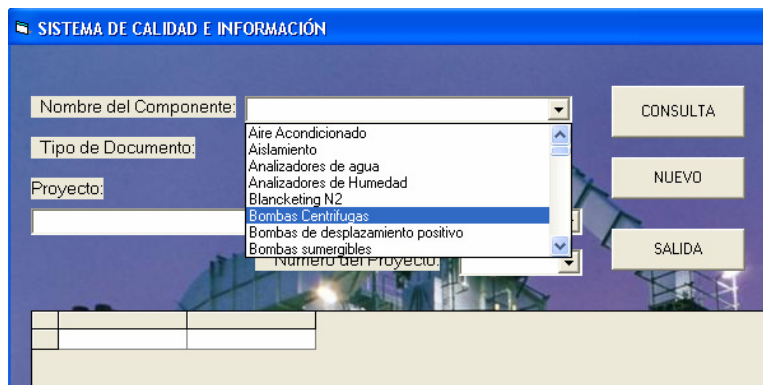 SISTEMA DE CALIDAD E INFORMACIÓN
Nombre del Componente:
CONSULTA
Aire Acondicionado
Tipo de Documento:
Aislamiento
Analizadores de agua
Analizadores de Humedad
NUEVO
Proyecto:
Blancketing N2
Bombas Centrifugas
Bombas de desplazamiento positivo
Bombas sumergibles
SALIDA
Numero del Proyecto: